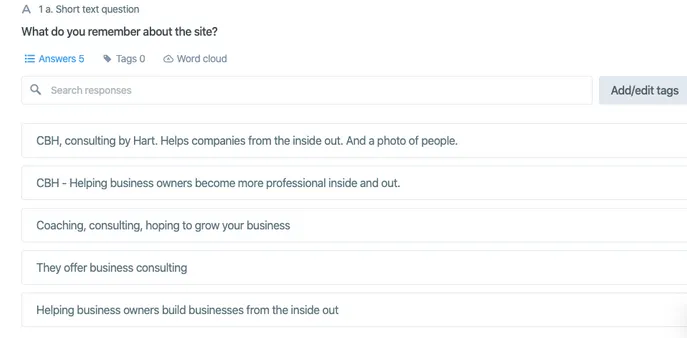 A 1 a. Short text question
What do you remember about the site?
Answers 5 Tags 0 Word cloud
Search responses Add/edit tags
CBH, consulting by Hart. Helps companies from the inside out. And a photo of people.
CBH - Helping business owners become more professional inside and out.
Coaching, consulting, hoping to grow your business
They offer business consulting
Helping business owners build businesses from the inside out